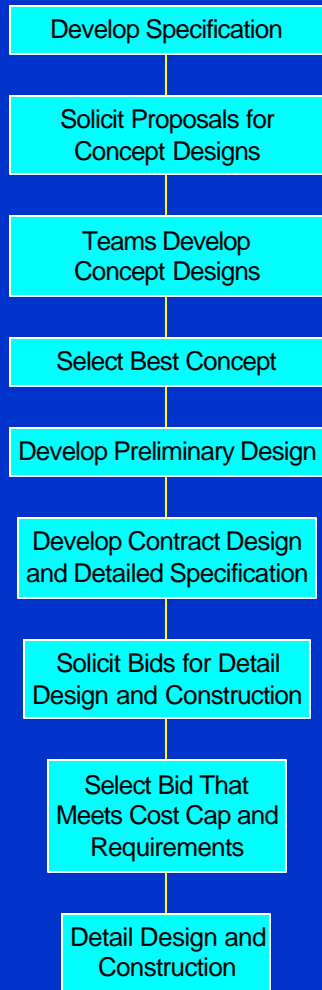 Develop Specification
Solicit Proposals for
Concept Designs
Teams Develop
Concept Designs
Select Best Concept
Develop Preliminary Design
Develop Contract Design
and Detailed Specification
Solicit Bids for Detail
Design and Construction
Select Bid That
Meets Cost Cap and
Requirements
Detail Design and
Construction